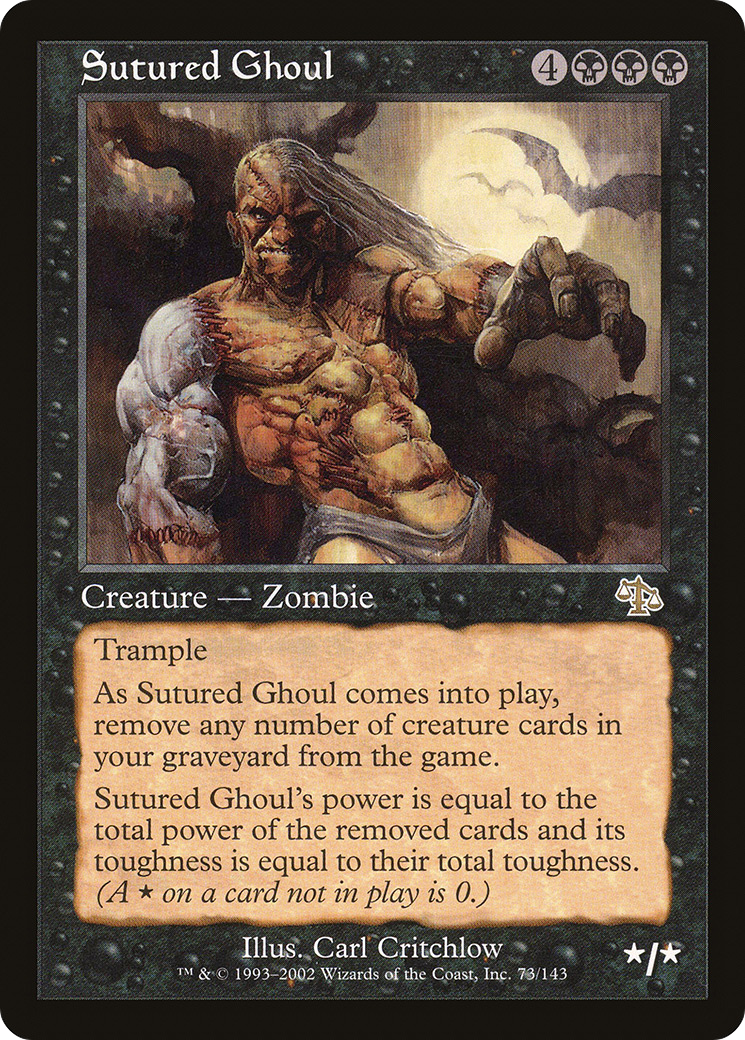 Sutured Ghoul 4
Creature — Zombie
Trample
As Sutured Ghoul comes into play,
remove any number of creature cards in
your graveyard from the game.
Sutured Ghoul's power is equal to the
total power of the removed cards and its
toughness is equal to their total toughness.
(A ★ on a card not in play is 0.)
Illus. Carl Critchlow
™ & © 1993–2002 Wizards of the Coast, Inc. 73/143
★/★